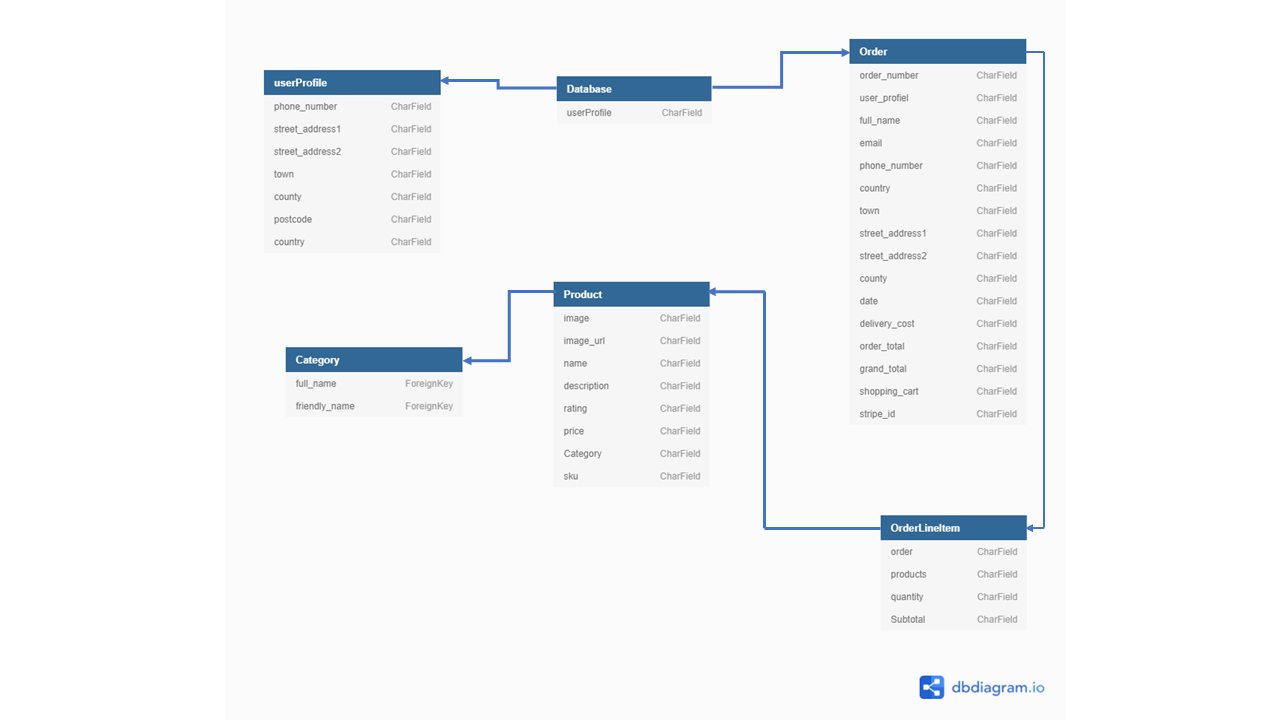 userProfile
phone_number CharField
street_address1 CharField
street_address2 CharField
town CharField
county CharField
postcode CharField
country CharField
Database
userProfile CharField
Order
order_number CharField
user_profiel CharField
full_name CharField
email CharField
phone_number CharField
country CharField
town CharField
street_address1 CharField
street_address2 CharField
county CharField
date CharField
delivery_cost CharField
order_total CharField
grand_total CharField
shopping_cart CharField
stripe_id CharField
Category
full_name ForeignKey
friendly_name ForeignKey
Product
image CharField
image_url CharField
name CharField
description CharField
rating CharField
price CharField
Category CharField
sku CharField
OrderLineItem
order CharField
products CharField
quantity CharField
Subtotal CharField
dbdiagram.io